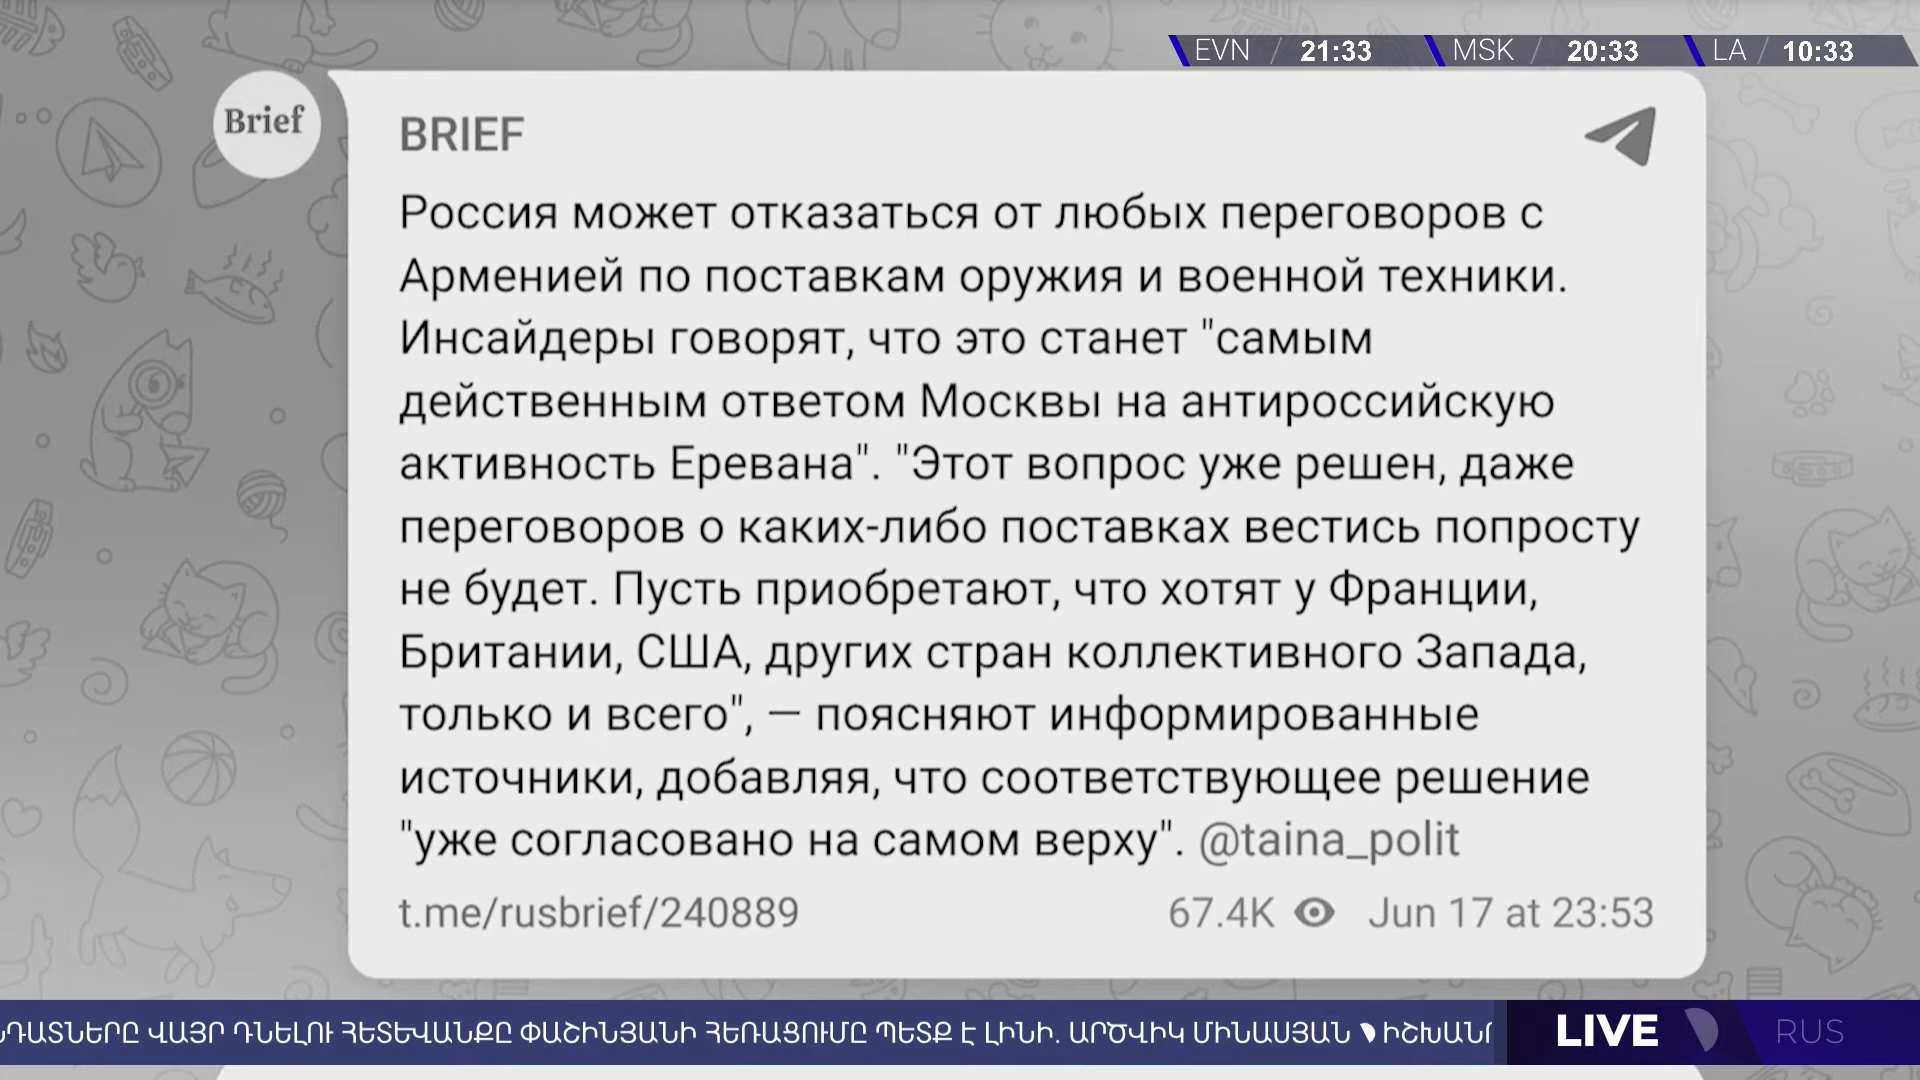 EVN / 21:33 MSK / 20:33 LA / 10:33
Brief
BRIEF
Россия может отказаться от любых переговоров с
Арменией по поставкам оружия и военной техники.
Инсайдеры говорят, что это станет "самым
действенным ответом Москвы на антироссийскую
активность Еревана". "Этот вопрос уже решен, даже
переговоров о каких-либо поставках вестись попросту
не будет. Пусть приобретают, что хотят у Франции,
Британии, США, других стран коллективного Запада,
только и всего", — поясняют информированные
источники, добавляя, что соответствующее решение
"уже согласовано на самом верху". @taina_polit
t.me/rusbrief/240889 67.4K Jun 17 at 23:53
ՎԱՅՐ ԴՆԵԼՈՒ ՀԵՏԵՎԱՆՔԸ ՓԱՇԻՆՅԱՆԻ ՀԵՌԱՑՈՒՄԸ ՊԵՏՔ Է ԼԻՆԻ. ԱՐԾՎԻԿ ՄԻՆԱՍՅԱՆ
LIVE RUS